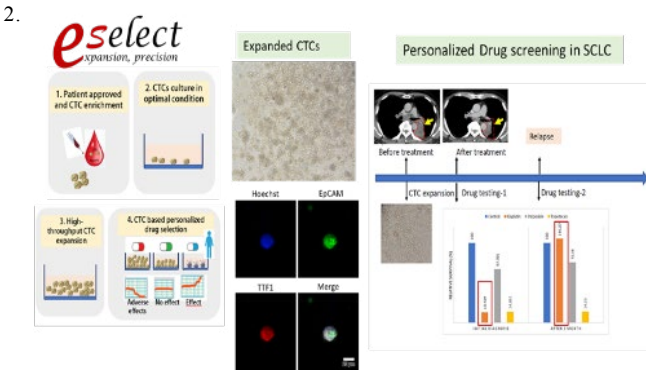 2.
eselect
expansion, precision
1. Patient approved
and CTC enrichment
2. CTCs culture in
optimal condition
3. High-
throughput CTC
expansion
4. CTC based personalized
drug selection
Adverse
effects
No effect
Effect
Expanded CTCs
Hoechst
EpCAM
TTF1
Merge
Personalized Drug screening in SCLC
Before treatment
After treatment
Relapse
CTC expansion
Drug testing-1
Drug testing-2